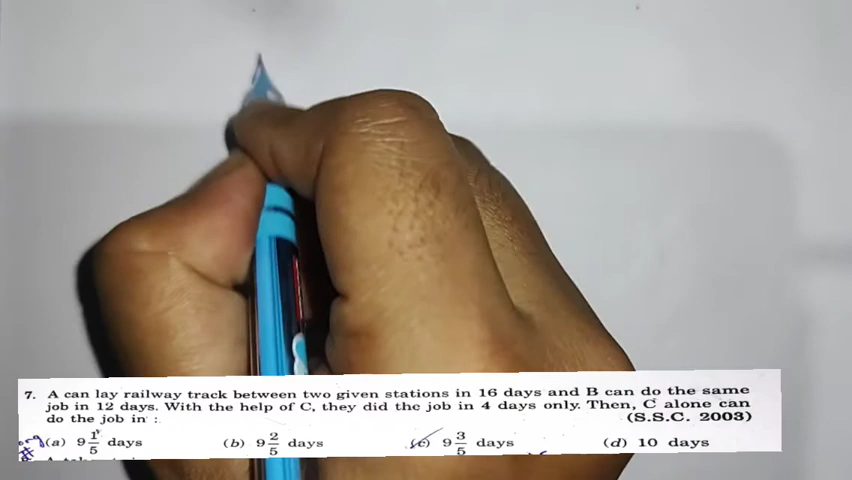 7. A can lay railway track between two given stations in 16 days and B can do the same
job in 12 days. With the help of C, they did the job in 4 days only. Then, C alone can
do the job in :
(S.S.C. 2003)
(a) 9 1/5 days (b) 9 2/5 days (c) 9 3/5 days (d) 10 days